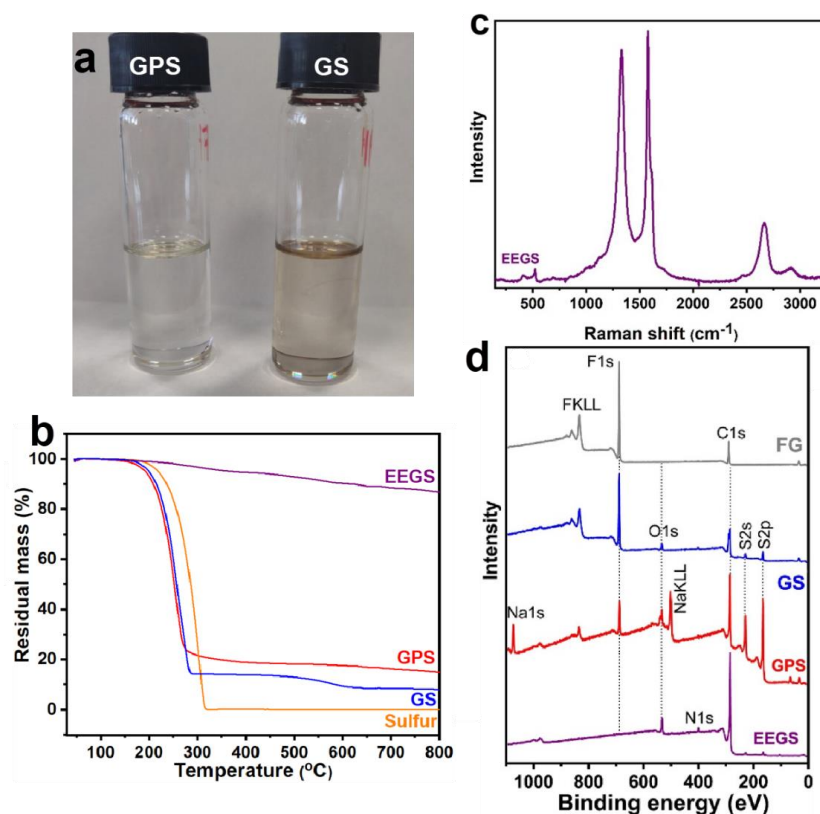 a
GPS
GS
b
Residual mass (%)
100
80
60
40
20
0
EEGS
GPS
GS
Sulfur
100
200
300
400
500
600
700
800
Temperature (°C)
c
Intensity
EEGS
500
1000
1500
2000
2500
3000
Raman shift (cm⁻¹)
d
Intensity
F1s
FKLL
C1s
FG
O1s
S2s
S2p
GS
Na1s
NaKLL
GPS
N1s
EEGS
1000
800
600
400
200
0
Binding energy (eV)